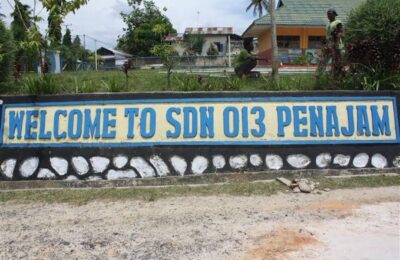 WELCOME TO SDN 013 PENAJAM